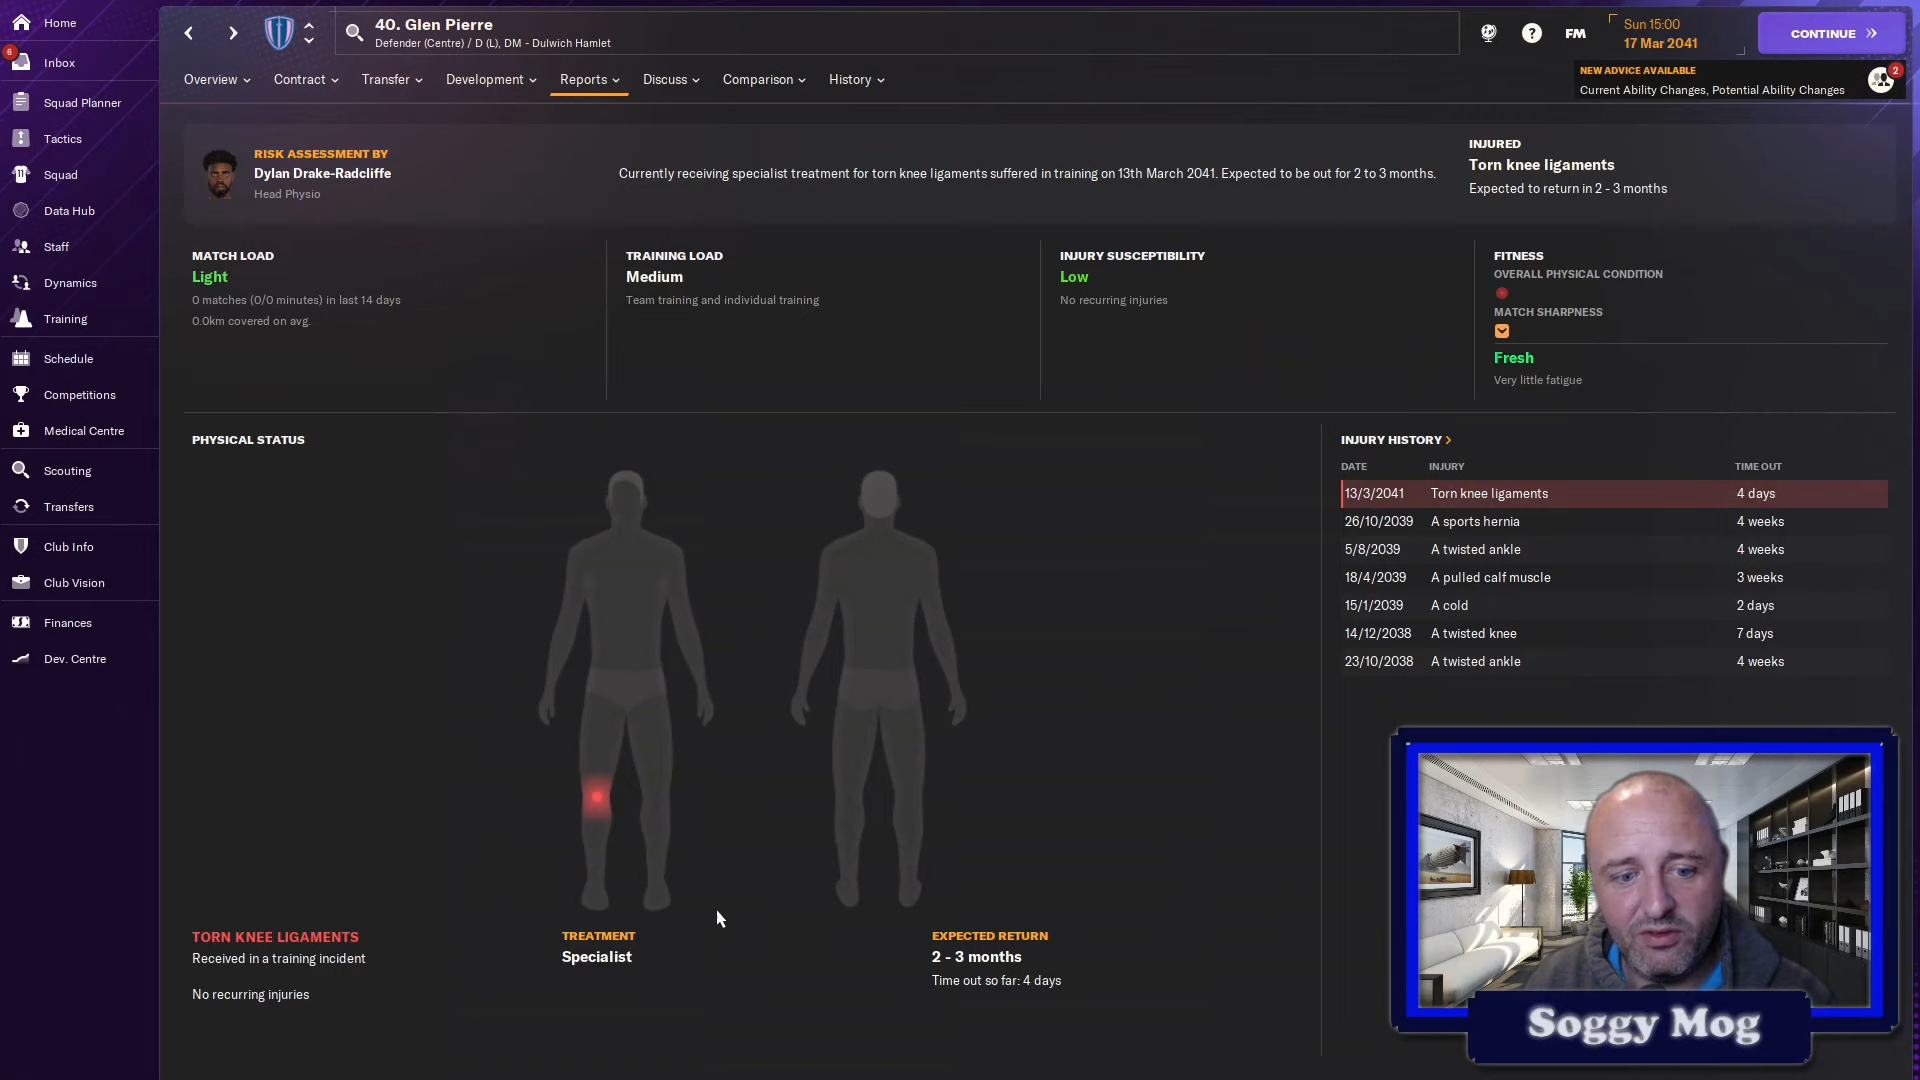 Home
6
Inbox
Squad Planner
Tactics
Squad
Data Hub
Staff
Dynamics
Training
Schedule
Competitions
Medical Centre
Scouting
Transfers
Club Info
Club Vision
Finances
Dev. Centre
40. Glen Pierre
Defender (Centre) / D (L), DM - Dulwich Hamlet
?
FM
Sun 15:00
17 Mar 2041
CONTINUE
Overview
Contract
Transfer
Development
Reports
Discuss
Comparison
History
NEW ADVICE AVAILABLE
Current Ability Changes, Potential Ability Changes
2
RISK ASSESSMENT BY
Dylan Drake-Radcliffe
Head Physio
Currently receiving specialist treatment for torn knee ligaments suffered in training on 13th March 2041. Expected to be out for 2 to 3 months.
INJURED
Torn knee ligaments
Expected to return in 2 - 3 months
MATCH LOAD
Light
0 matches (0/0 minutes) in last 14 days
0.0km covered on avg.
TRAINING LOAD
Medium
Team training and individual training
INJURY SUSCEPTIBILITY
Low
No recurring injuries
FITNESS
OVERALL PHYSICAL CONDITION
MATCH SHARPNESS
Fresh
Very little fatigue
PHYSICAL STATUS
TORN KNEE LIGAMENTS
Received in a training incident
No recurring injuries
TREATMENT
Specialist
EXPECTED RETURN
2 - 3 months
Time out so far: 4 days
INJURY HISTORY
DATE INJURY TIME OUT
13/3/2041 Torn knee ligaments 4 days
26/10/2039 A sports hernia 4 weeks
5/8/2039 A twisted ankle 4 weeks
18/4/2039 A pulled calf muscle 3 weeks
15/1/2039 A cold 2 days
14/12/2038 A twisted knee 7 days
23/10/2038 A twisted ankle 4 weeks
Soggy Mog